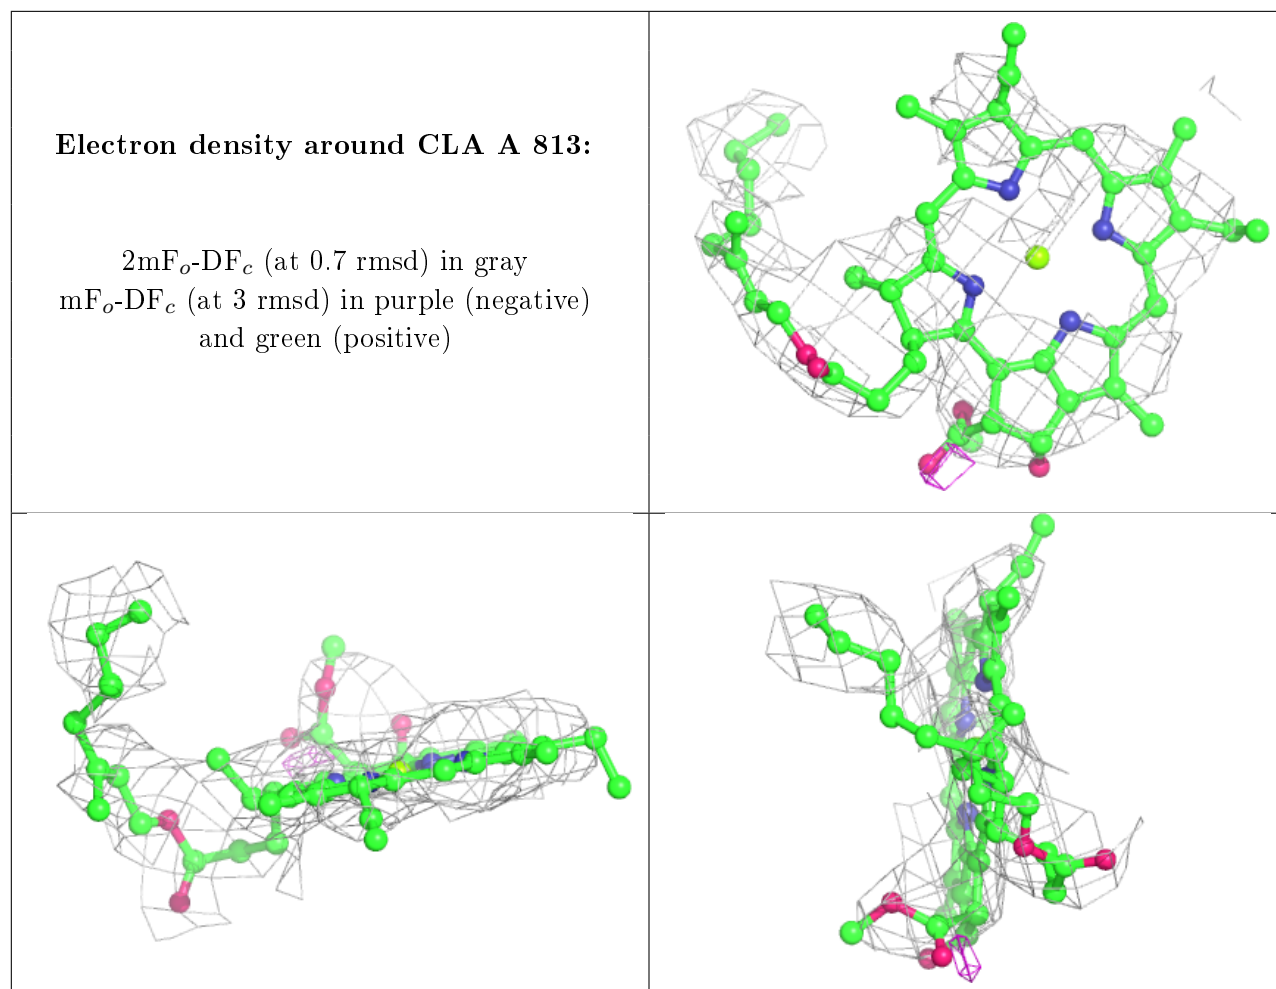 Electron density around CLA A 813:
2mFo-DFc (at 0.7 rmsd) in gray
mFo-DFc (at 3 rmsd) in purple (negative)
and green (positive)